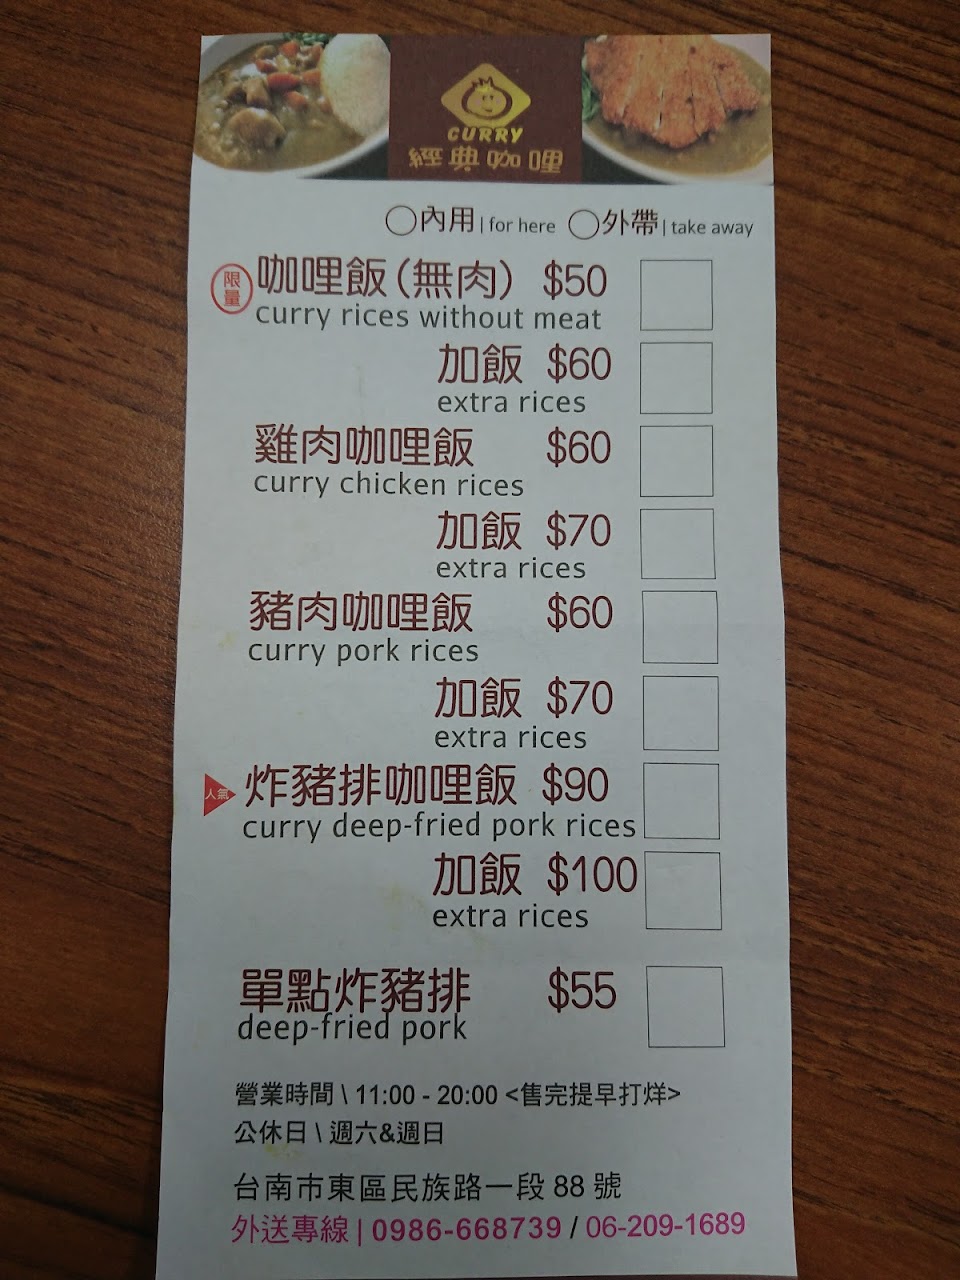 CURRY
經典咖哩
內用 | for here 外帶 | take away
限量 咖哩飯(無肉) $50
curry rices without meat
加飯 $60
extra rices
雞肉咖哩飯 $60
curry chicken rices
加飯 $70
extra rices
豬肉咖哩飯 $60
curry pork rices
加飯 $70
extra rices
人氣 炸豬排咖哩飯 $90
curry deep-fried pork rices
加飯 $100
extra rices
單點炸豬排 $55
deep-fried pork
營業時間 \ 11:00 - 20:00 <售完提早打烊>
公休日 \ 週六&週日
台南市東區民族路一段 88 號
外送專線 | 0986-668739 / 06-209-1689